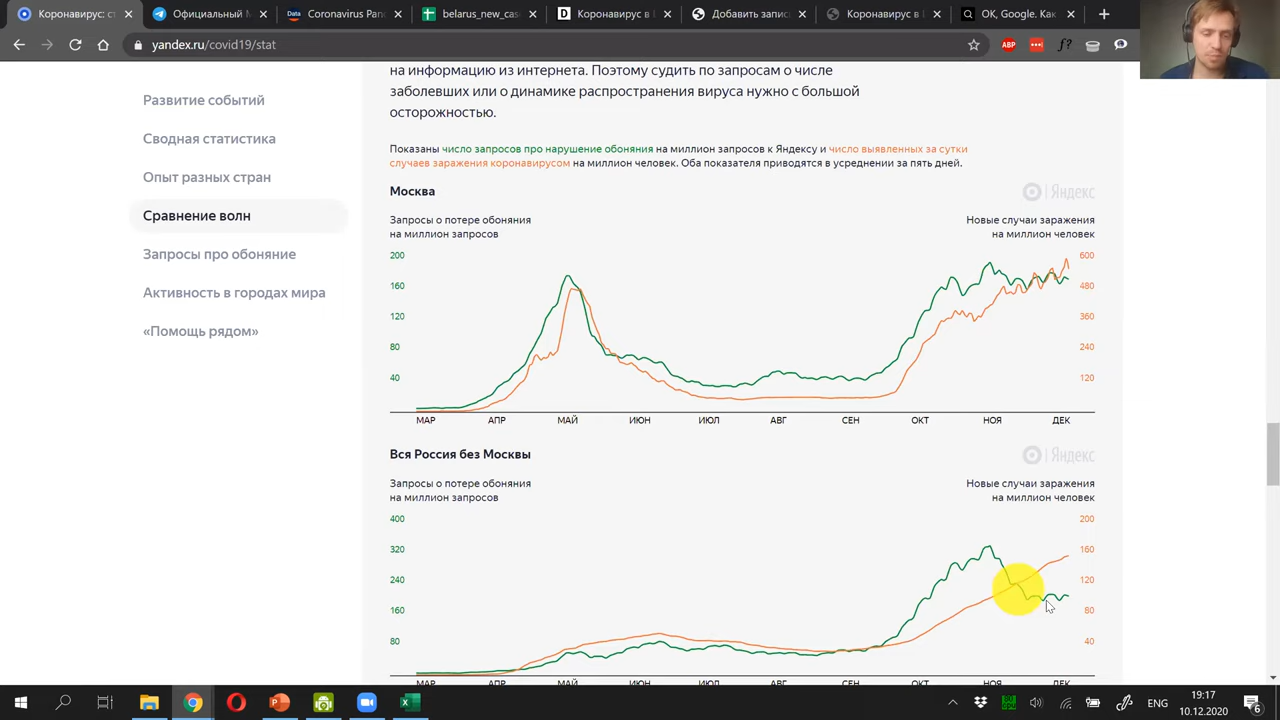 Коронавирус: ст
Официальный М
Coronavirus Pan
belarus_new_cas
Коронавирус в
Добавить запис
Коронавирус в
ОК, Google. Как
yandex.ru/covid19/stat
ABP
f?
на информацию из интернета. Поэтому судить по запросам о числе
заболевших или о динамике распространения вируса нужно с большой
осторожностью.
Развитие событий
Сводная статистика
Опыт разных стран
Сравнение волн
Запросы про обоняние
Активность в городах мира
«Помощь рядом»
Показаны число запросов про нарушение обоняния на миллион запросов к Яндексу и число выявленных за сутки
случаев заражения коронавирусом на миллион человек. Оба показателя приводятся в усреднении за пять дней.
Москва
Яндекс
Запросы о потере обоняния
на миллион запросов
Новые случаи заражения
на миллион человек
200 600
160 480
120 360
80 240
40 120
МАР АПР МАЙ ИЮН ИЮЛ АВГ СЕН ОКТ НОЯ ДЕК
Вся Россия без Москвы
Яндекс
Запросы о потере обоняния
на миллион запросов
Новые случаи заражения
на миллион человек
400 200
320 160
240 120
160 80
80 40
МАР АПР МАЙ ИЮН ИЮЛ АВГ СЕН ОКТ НОЯ ДЕК
ENG
19:17
10.12.2020
6